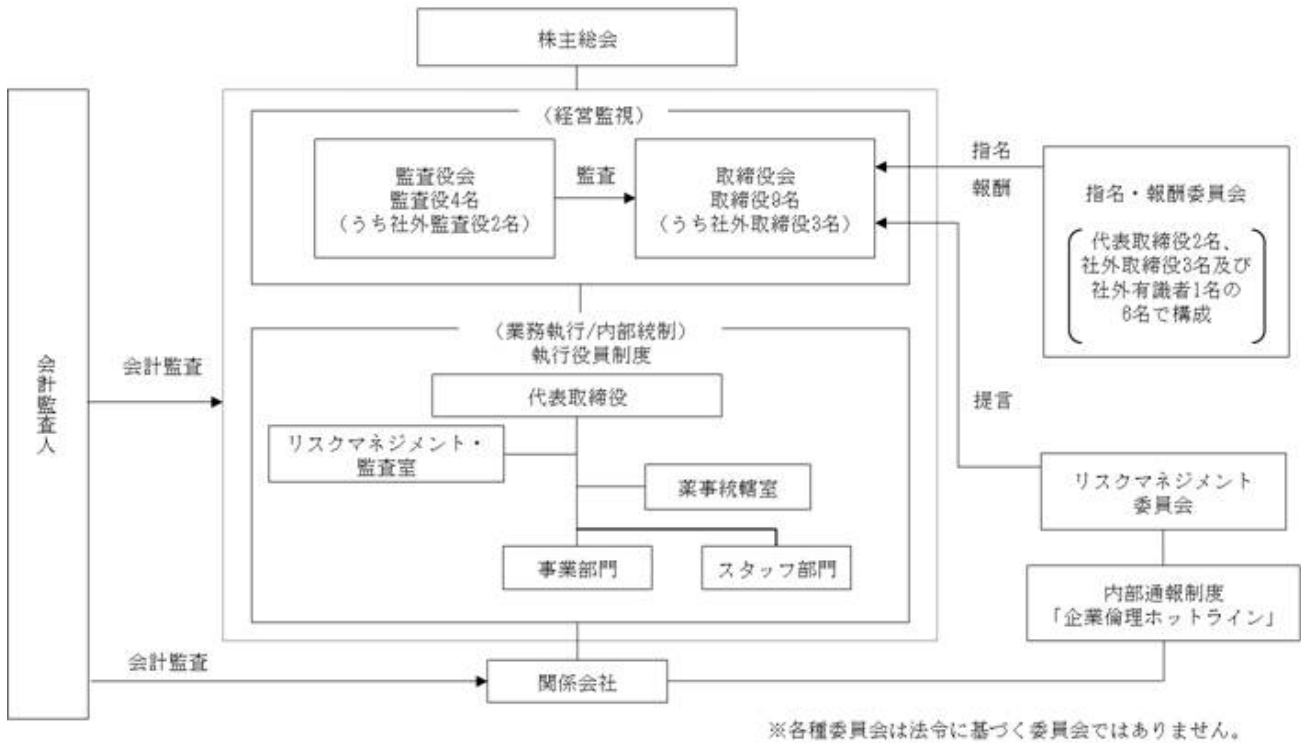 株主総会
（経営監視）
監査役会
監査役4名
（うち社外監査役2名）
監査
取締役会
取締役9名
（うち社外取締役3名）
指名
報酬
指名・報酬委員会
代表取締役2名、
社外取締役3名及び
社外有識者1名の
6名で構成
会計監査人
会計監査
（業務執行/内部統制）
執行役員制度
代表取締役
リスクマネジメント・
監査室
薬事統轄室
事業部門
スタッフ部門
提言
リスクマネジメント
委員会
内部通報制度
「企業倫理ホットライン」
会計監査
関係会社
※各種委員会は法令に基づく委員会ではありません。